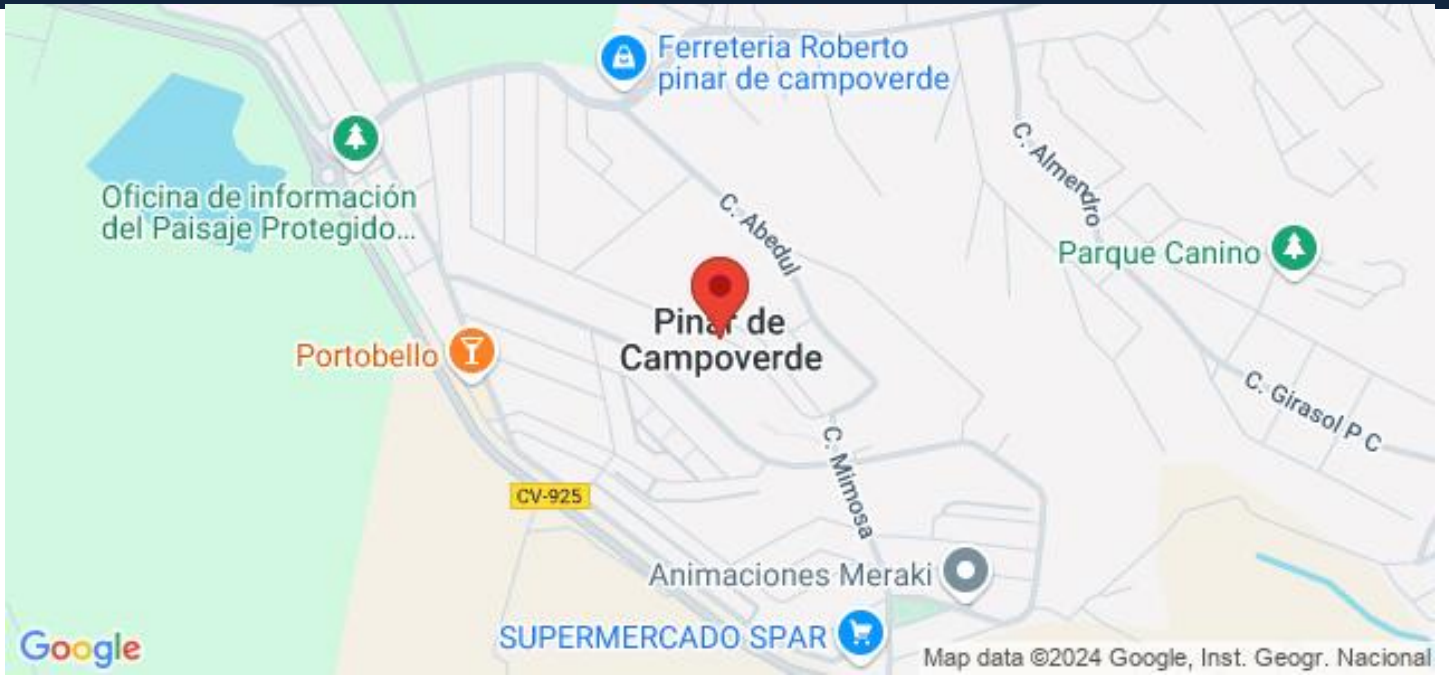 Ferreteria Roberto
pinar de campoverde
C. Almendro
Oficina de información
del Paisaje Protegido...
C. Abedul
Parque Canino
Pinar de
Campoverde
Portobello
C. Girasol P C
C. Mimosa
CV-925
Animaciones Meraki
SUPERMERCADO SPAR
Google
Map data ©2024 Google, Inst. Geogr. Nacional